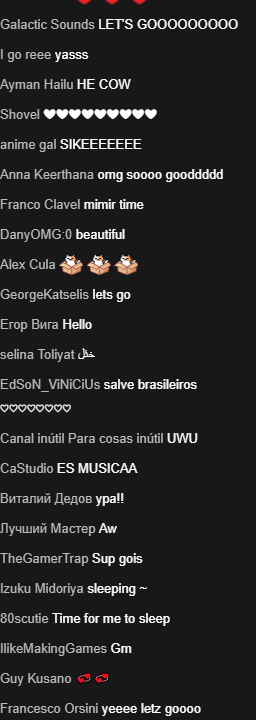 Galactic Sounds LET'S GOOOOOOOOO
I go reee yasss
Ayman Hailu HE COW
Shovel 🤍🤍🤍🤍🤍🤍🤍🤍🤍
anime gal SIKEEEEEEE
Anna Keerthana omg soooo gooddddd
Franco Clavel mimir time
DanyOMG:0 beautiful
Alex Cula
GeorgeKatselis lets go
Егор Вига Hello
selina Toliyat
EdSoN_ViNiCiUs salve brasileiros
♡♡♡♡♡♡♡♡
Canal inútil Para cosas inútil UWU
CaStudio ES MUSICAA
Виталий Дедов ура!!
Лучший Мастер Aw
TheGamerTrap Sup gois
Izuku Midoriya sleeping ~
80scutie Time for me to sleep
IlikeMakingGames Gm
Guy Kusano 💞💞
Francesco Orsini yeeee letz goooo